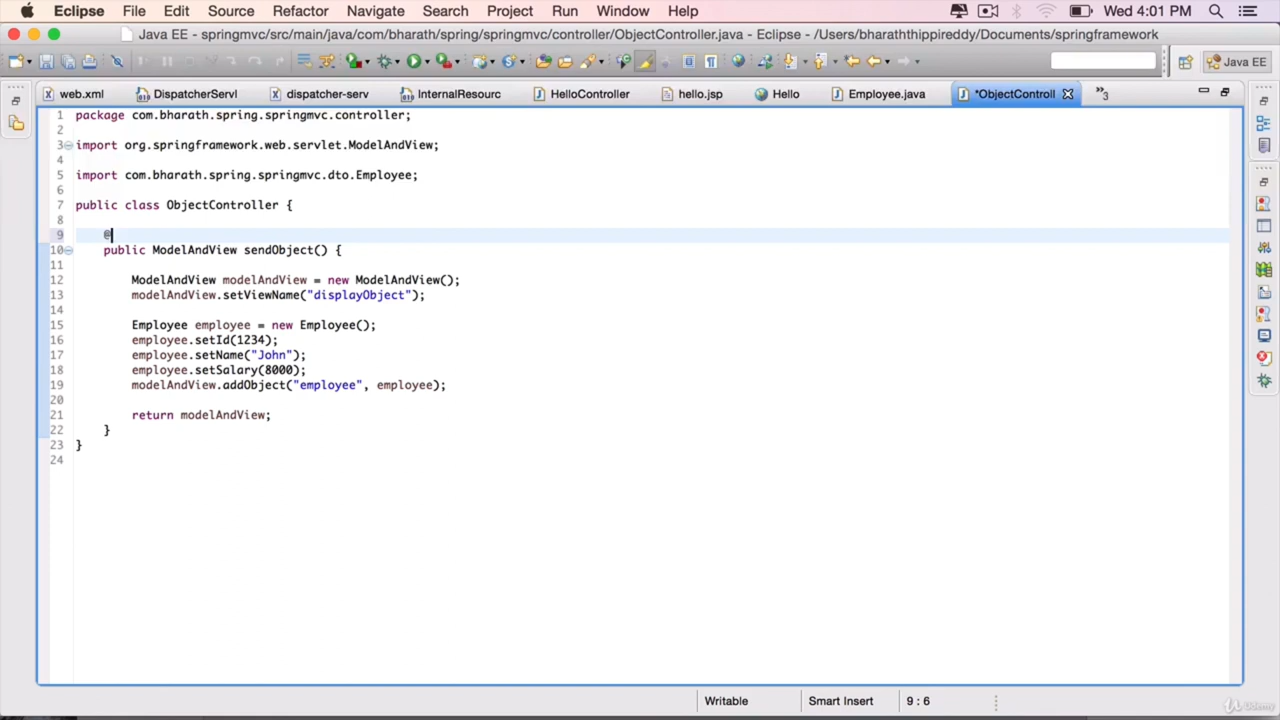 Eclipse File Edit Source Refactor Navigate Search Project Run Window Help Wed 4:01 PM
Java EE - springmvc/src/main/java/com/bharath/spring/springmvc/controller/ObjectController.java - Eclipse - /Users/bharaththippireddy/Documents/springframework
Java EE
web.xml DispatcherServl dispatcher-serv InternalResourc HelloController hello.jsp Hello Employee.java *ObjectControll »3
1 package com.bharath.spring.springmvc.controller;
2
3 import org.springframework.web.servlet.ModelAndView;
4
5 import com.bharath.spring.springmvc.dto.Employee;
6
7 public class ObjectController {
8
9 @
10 public ModelAndView sendObject() {
11
12 ModelAndView modelAndView = new ModelAndView();
13 modelAndView.setViewName("displayObject");
14
15 Employee employee = new Employee();
16 employee.setId(1234);
17 employee.setName("John");
18 employee.setSalary(8000);
19 modelAndView.addObject("employee", employee);
20
21 return modelAndView;
22 }
23 }
24
Writable Smart Insert 9 : 6
Udemy